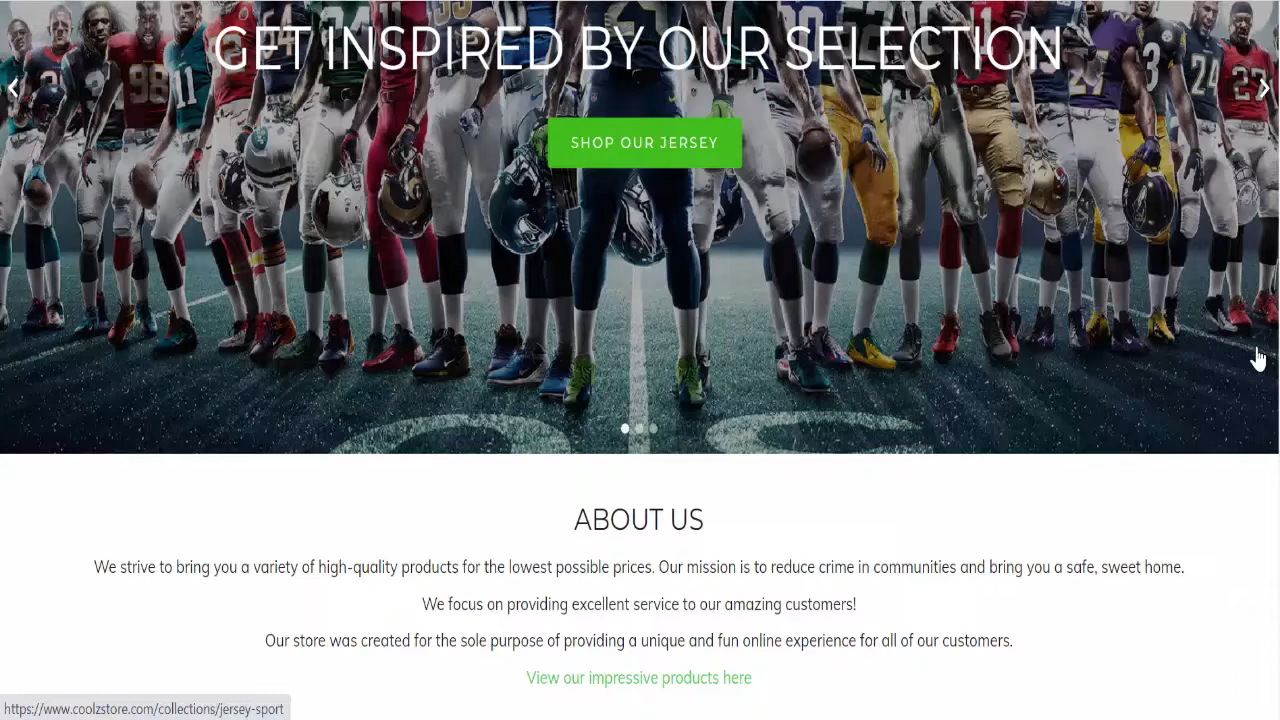 GET INSPIRED BY OUR SELECTION
SHOP OUR JERSEY
98
11
24
27
ABOUT US
We strive to bring you a variety of high-quality products for the lowest possible prices. Our mission is to reduce crime in communities and bring you a safe, sweet home.
We focus on providing excellent service to our amazing customers!
Our store was created for the sole purpose of providing a unique and fun online experience for all of our customers.
View our impressive products here
https://www.coolzstore.com/collections/jersey-sport